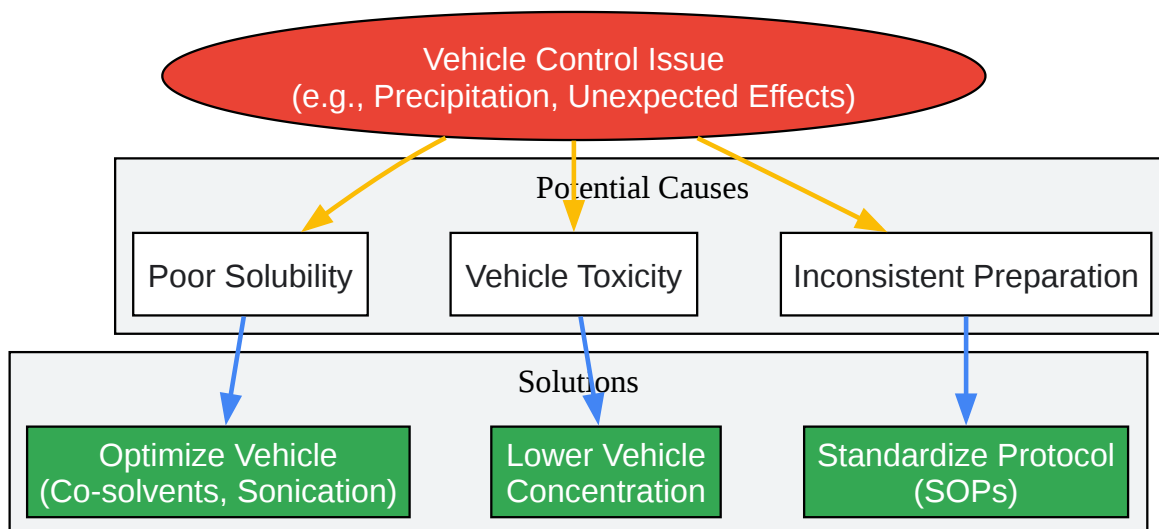 Vehicle Control Issue
(e.g., Precipitation, Unexpected Effects)
Potential Causes
Poor Solubility
Vehicle Toxicity
Inconsistent Preparation
Solutions
Optimize Vehicle
(Co-solvents, Sonication)
Lower Vehicle
Concentration
Standardize Protocol
(SOPs)